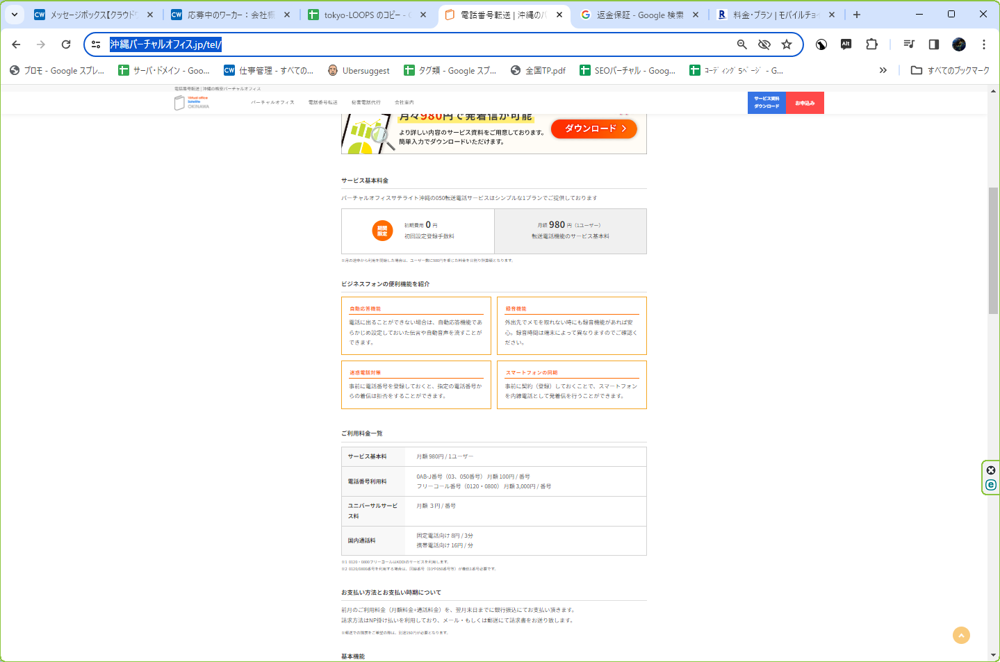 メッセージボックス【クラウドワ
応募中のワーカー：会社概
tokyo-LOOPS のコピー - G
電話番号転送 | 沖縄のバ
返金保証 - Google 検索
料金・プラン | モバイルチョイ
沖縄バーチャルオフィス.jp/tel/
プロモ - Google スプレ...
サーバ・ドメイン - Goo...
仕事管理 - すべての...
Ubersuggest
タグ類 - Google スプ...
全国TP.pdf
SEOバーチャル - Goog...
ｺｰﾃﾞｨﾝｸﾞ 5ﾍﾟｰｼﾞ - G...
すべてのブックマーク
電話番号転送 | 沖縄の格安バーチャルオフィス
Virtual office
Satellite
OKINAWA
バーチャルオフィス
電話番号転送
秘書電話代行
会社案内
サービス資料
ダウンロード
お申込み
月々980円で発着信が可能
より詳しい内容のサービス資料をご用意しております。
簡単入力でダウンロードいただけます。
ダウンロード
サービス基本料金
バーチャルオフィスサテライト沖縄の050転送電話サービスはシンプルな1プランでご提供しております
期間
限定
初期費用 0 円
初回設定登録手数料
月額 980 円（1ユーザー）
転送電話機能のサービス基本料
※月の途中から利用を開始した場合は、ユーザー数に980円を乗じた料金を日割り計算額となります。
ビジネスフォンの便利機能を紹介
自動応答機能
電話に出ることができない場合は、自動応答機能であ
らかじめ設定しておいた伝言や自動音声を流すことが
できます。
録音機能
外出先でメモを取れない時にも録音機能があれば安
心。録音時間は端末によって異なりますのでご確認く
ださい。
迷惑電話対策
事前に電話番号を登録しておくと、指定の電話番号か
らの着信は拒否をすることができます。
スマートフォンの同期
事前に契約（登録）しておくことで、スマートフォン
を内線電話として発着信を行うことができます。
ご利用料金一覧
サービス基本料
月額 980円 / 1ユーザー
電話番号利用料
0AB-J番号（03、050番号） 月額 100円 / 番号
フリーコール番号（0120・0800） 月額 3,000円 / 番号
ユニバーサルサービ
ス料
月額 ３円 / 番号
国内通話料
固定電話向け 8円 / 3分
携帯電話向け 16円 / 分
※1 0120・0800フリーコールはKDDIのサービスを利用します。
※2 0120/0800番号を利用する場合は、回線番号（03や050番号等）が最低1番号必要です。
お支払い方法とお支払い時期について
前月のご利用料金（月額料金+通話料金）を、翌月末日までに銀行振込にてお支払い頂きます。
請求方法はNP掛け払いを利用しており、メール・もしくは郵送にて請求書をお送り致します。
※郵送での請求をご希望の際は、別途150円が必要となります。
基本機能